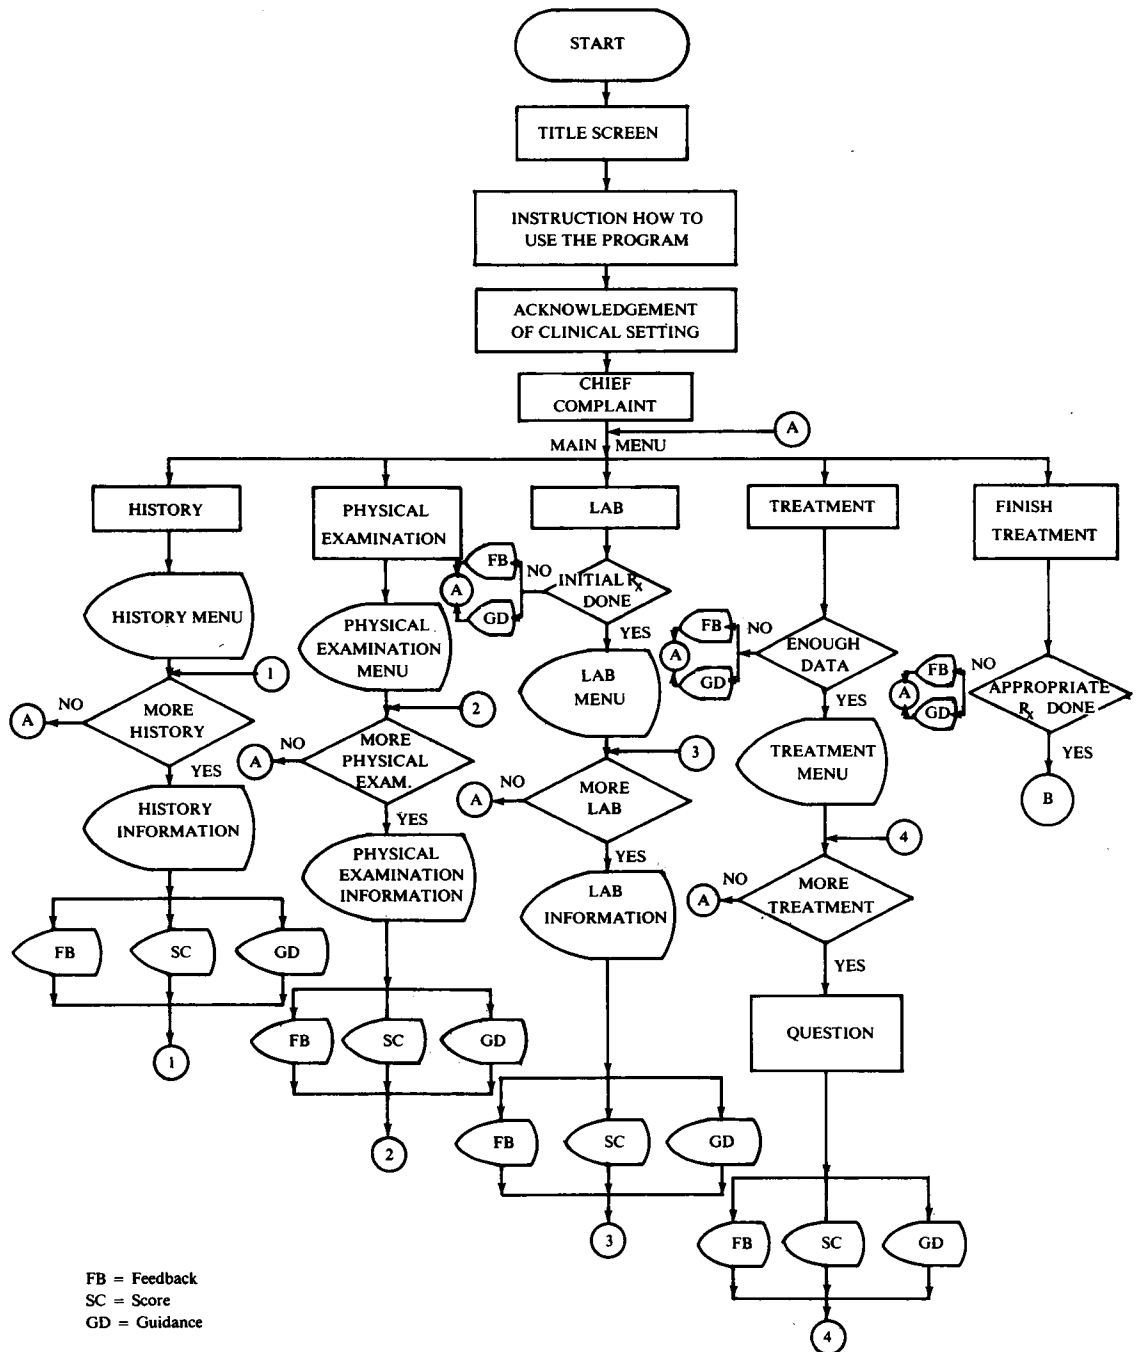 START
TITLE SCREEN
INSTRUCTION HOW TO
USE THE PROGRAM
ACKNOWLEDGEMENT
OF CLINICAL SETTING
CHIEF
COMPLAINT
A
MAIN MENU
HISTORY
HISTORY MENU
1
MORE
HISTORY
NO
A
YES
HISTORY
INFORMATION
FB
SC
GD
1
PHYSICAL
EXAMINATION
PHYSICAL
EXAMINATION
MENU
2
MORE
PHYSICAL
EXAM.
NO
A
YES
PHYSICAL
EXAMINATION
INFORMATION
FB
SC
GD
2
LAB
INITIAL Rx
DONE
NO
FB
A
GD
YES
LAB
MENU
3
MORE
LAB
NO
A
YES
LAB
INFORMATION
FB
SC
GD
3
TREATMENT
ENOUGH
DATA
NO
FB
A
GD
YES
TREATMENT
MENU
4
MORE
TREATMENT
NO
A
YES
QUESTION
FB
SC
GD
4
FINISH
TREATMENT
APPROPRIATE
Rx DONE
NO
FB
A
GD
YES
B
FB = Feedback
SC = Score
GD = Guidance